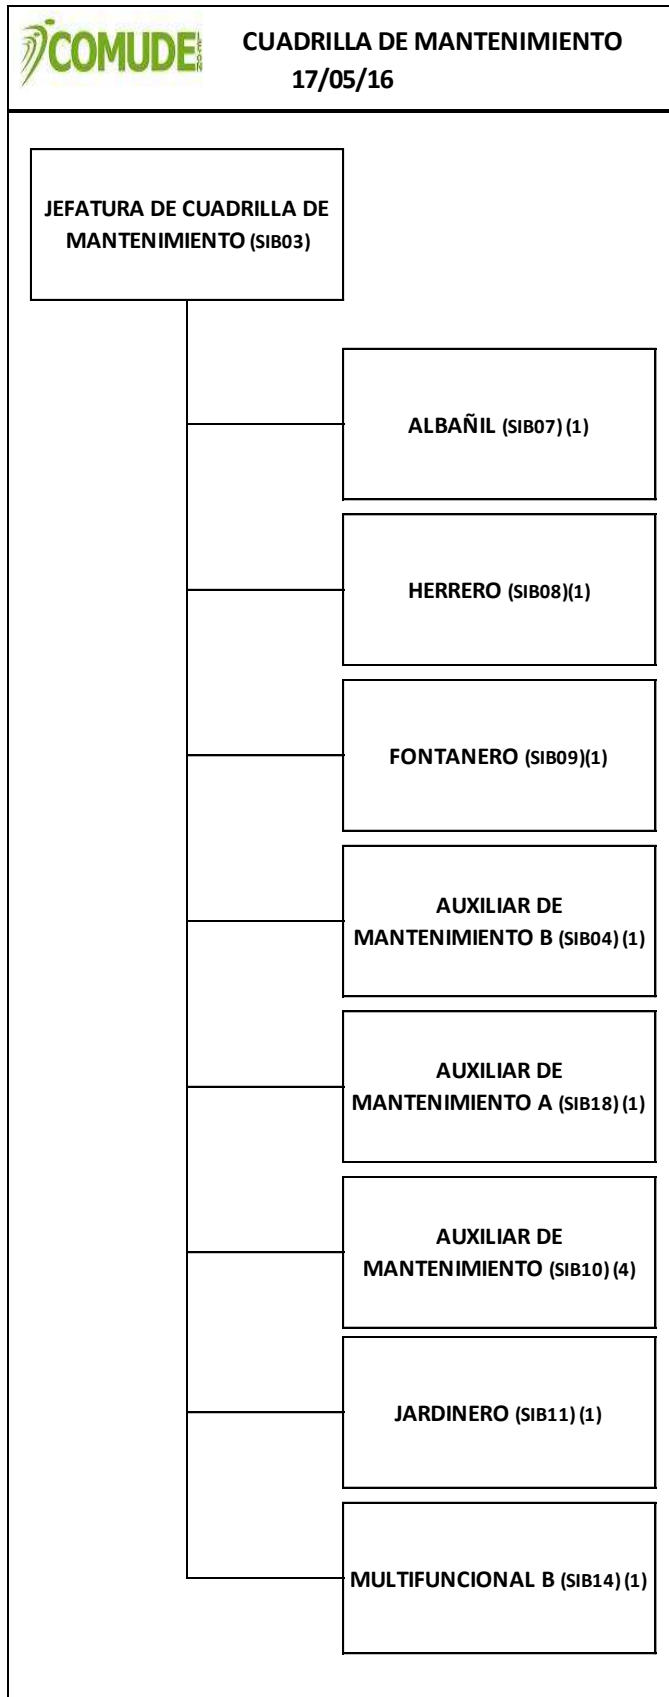 COMUDE LEÓN
CUADRILLA DE MANTENIMIENTO
17/05/16
JEFATURA DE CUADRILLA DE
MANTENIMIENTO (SIB03)
ALBAÑIL (SIB07) (1)
HERRERO (SIB08)(1)
FONTANERO (SIB09)(1)
AUXILIAR DE
MANTENIMIENTO B (SIB04) (1)
AUXILIAR DE
MANTENIMIENTO A (SIB18) (1)
AUXILIAR DE
MANTENIMIENTO (SIB10) (4)
JARDINERO (SIB11) (1)
MULTIFUNCIONAL B (SIB14) (1)